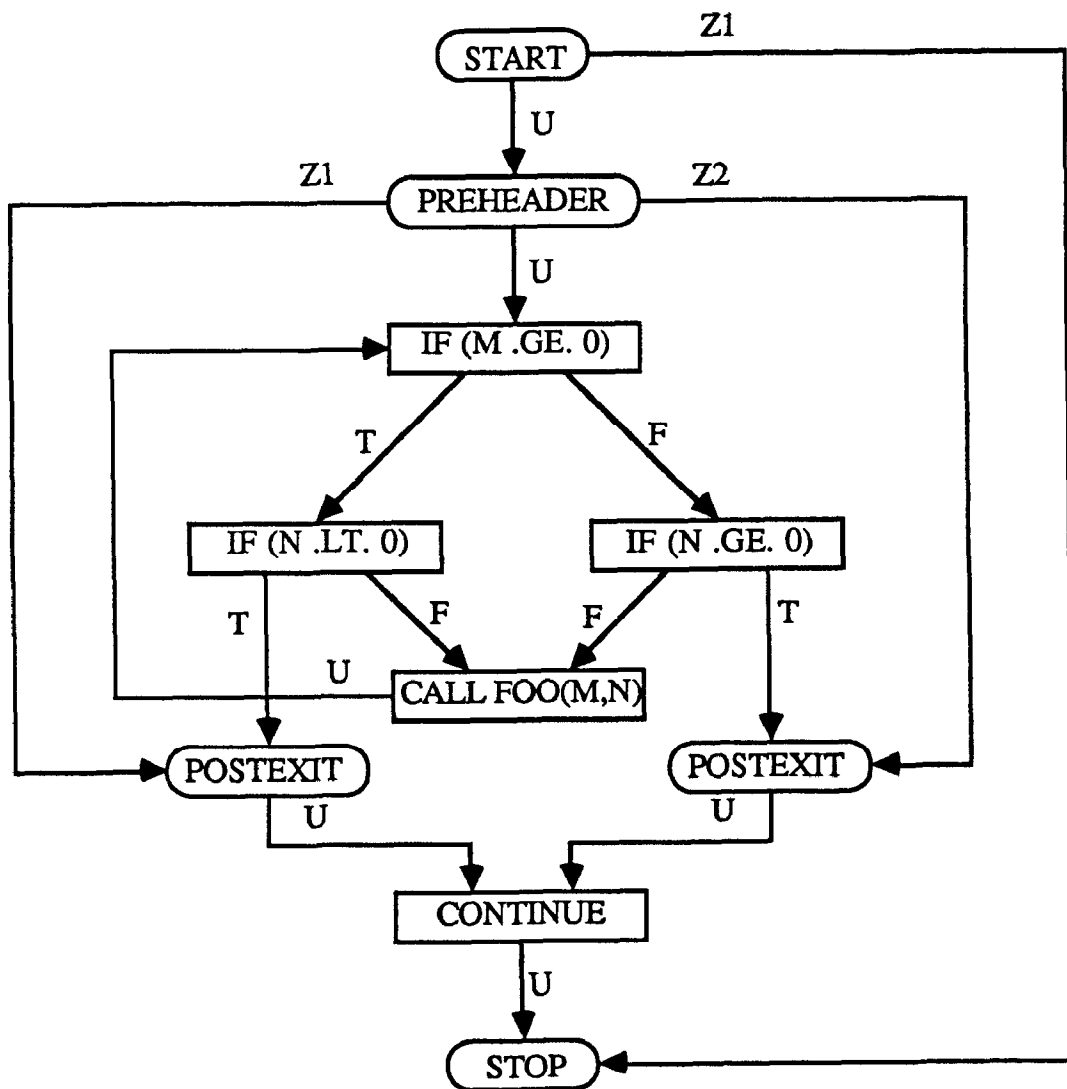 Z1
START
U
Z1
Z2
PREHEADER
U
IF (M .GE. 0)
T
F
IF (N .LT. 0)
IF (N .GE. 0)
T
F
F
T
U
CALL FOO(M,N)
POSTEXIT
POSTEXIT
U
U
CONTINUE
U
STOP